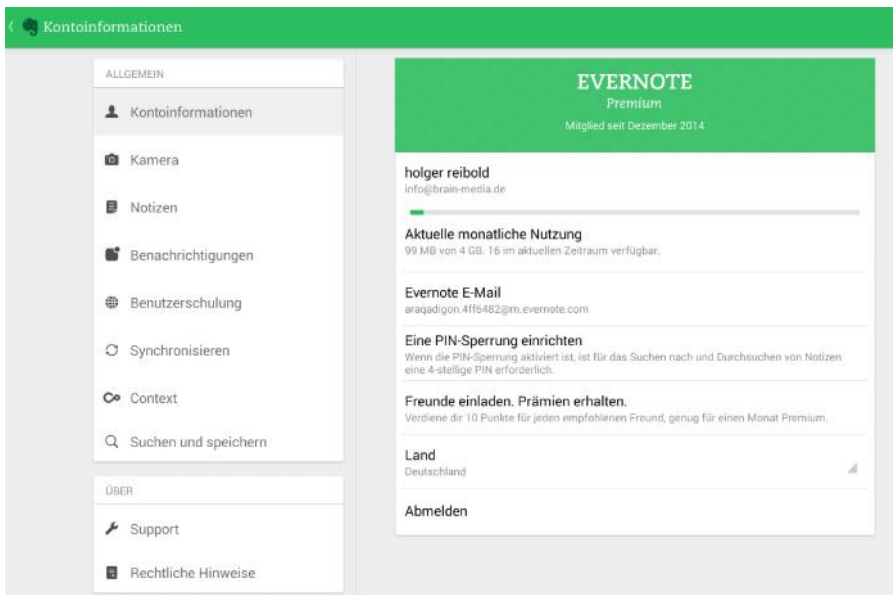 Kontoinformationen
ALLGEMEIN
Kontoinformationen
Kamera
Notizen
Benachrichtigungen
Benutzerschulung
Synchronisieren
Context
Suchen und speichern
ÜBER
Support
Rechtliche Hinweise
EVERNOTE
Premium
Mitglied seit Dezember 2014
holger reibold
info@brain-media.de
Aktuelle monatliche Nutzung
99 MB von 4 GB. 16 im aktuellen Zeitraum verfügbar.
Evernote E-Mail
araqadigon.4ff6482@m.evernote.com
Eine PIN-Sperrung einrichten
Wenn die PIN-Sperrung aktiviert ist, ist für das Suchen nach und Durchsuchen von Notizen
eine 4-stellige PIN erforderlich.
Freunde einladen. Prämien erhalten.
Verdiene dir 10 Punkte für jeden empfohlenen Freund, genug für einen Monat Premium.
Land
Deutschland
Abmelden